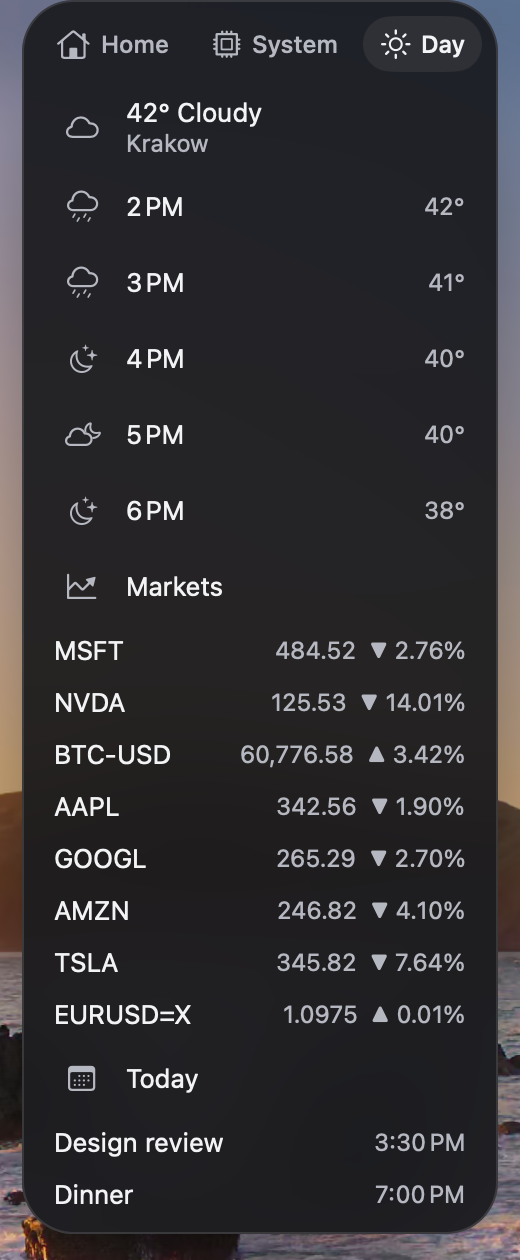 Home System Day
42° Cloudy
Krakow
2 PM 42°
3 PM 41°
4 PM 40°
5 PM 40°
6 PM 38°
Markets
MSFT 484.52 ▼ 2.76%
NVDA 125.53 ▼ 14.01%
BTC-USD 60,776.58 ▲ 3.42%
AAPL 342.56 ▼ 1.90%
GOOGL 265.29 ▼ 2.70%
AMZN 246.82 ▼ 4.10%
TSLA 345.82 ▼ 7.64%
EURUSD=X 1.0975 ▲ 0.01%
Today
Design review 3:30 PM
Dinner 7:00 PM